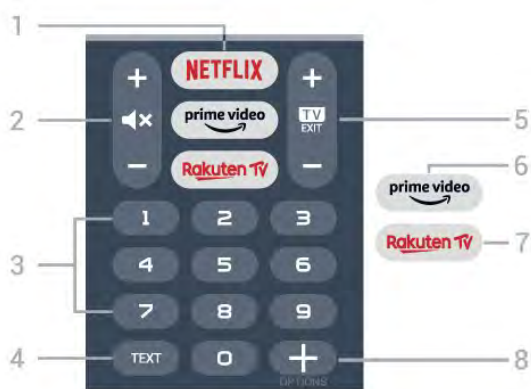 1
NETFLIX
+ +
2
prime video
TV
EXIT
5
- -
6
prime video
Rakuten TV
Rakuten TV
7
1 2 3
3
4 5 6
7 8 9
4
TEXT 0 +
8
OPTIONS